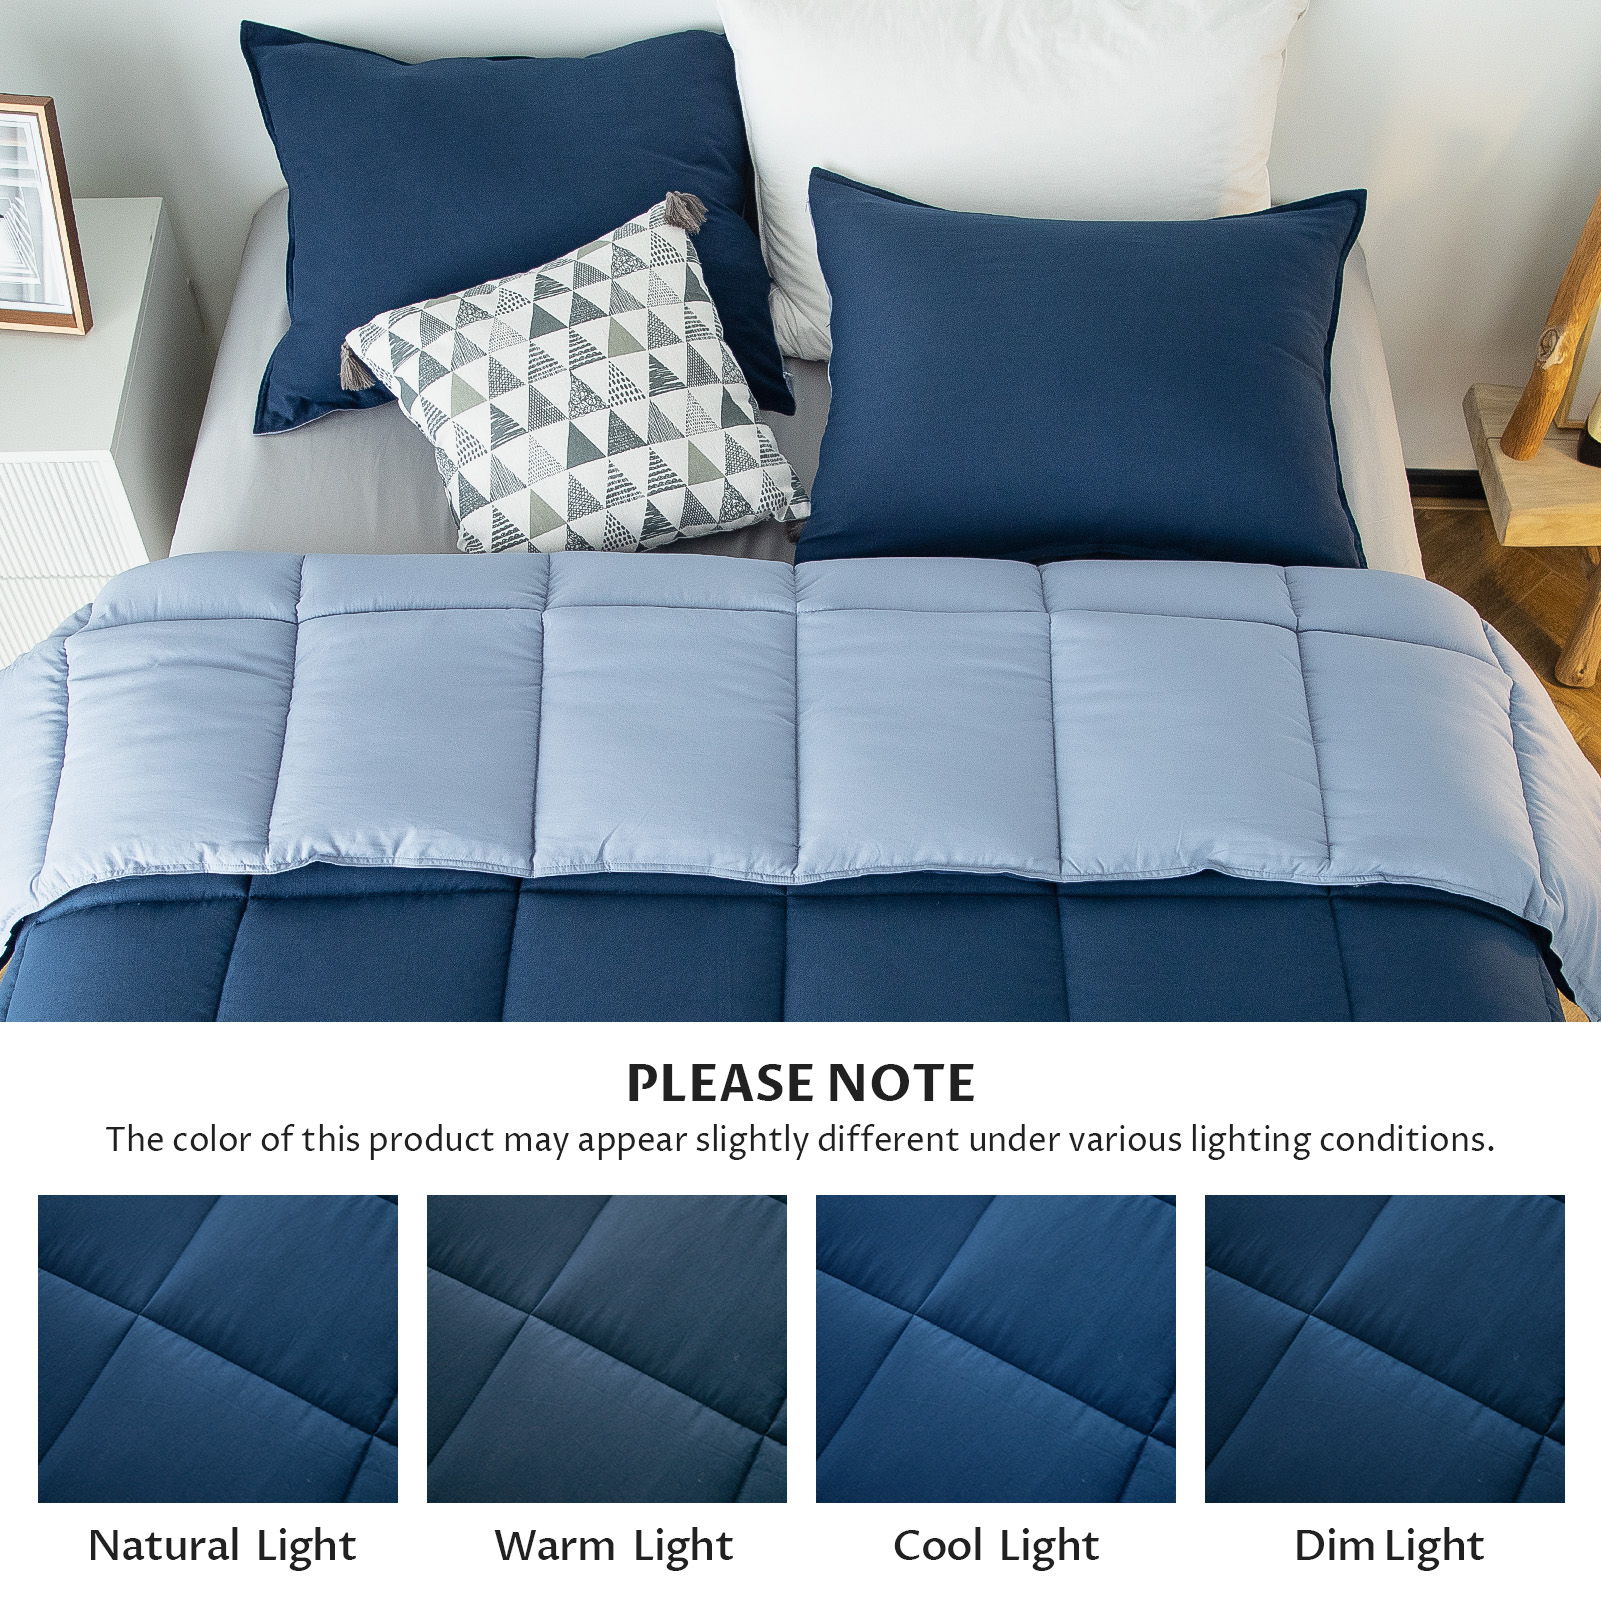 PLEASE NOTE
The color of this product may appear slightly different under various lighting conditions.
Natural Light
Warm Light
Cool Light
Dim Light